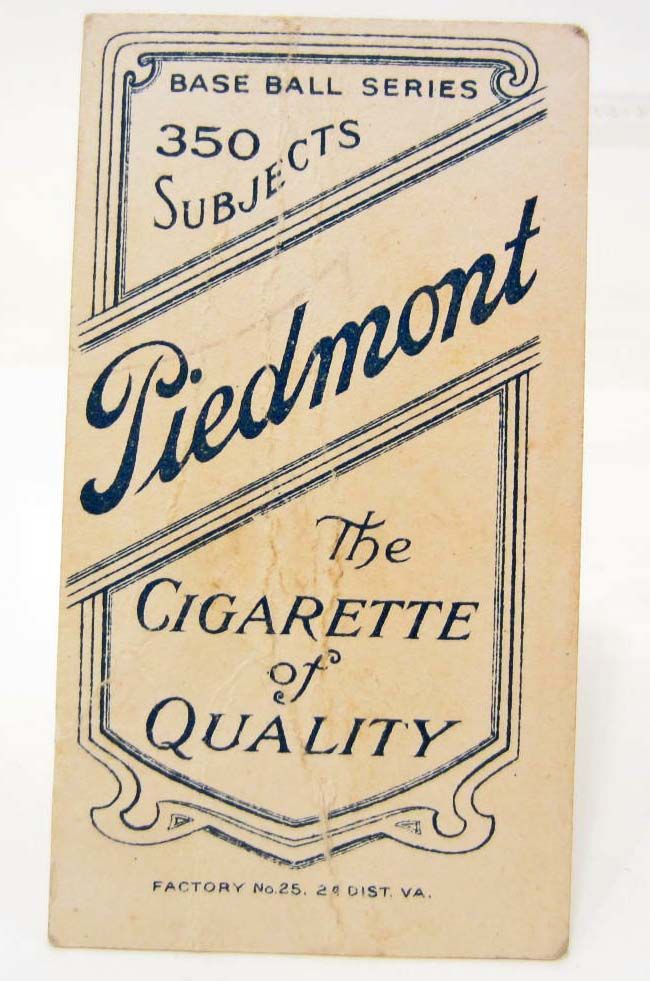 BASE BALL SERIES
350
SUBJECTS
Piedmont
The
CIGARETTE
of
QUALITY
FACTORY No.25. 2d DIST. VA.